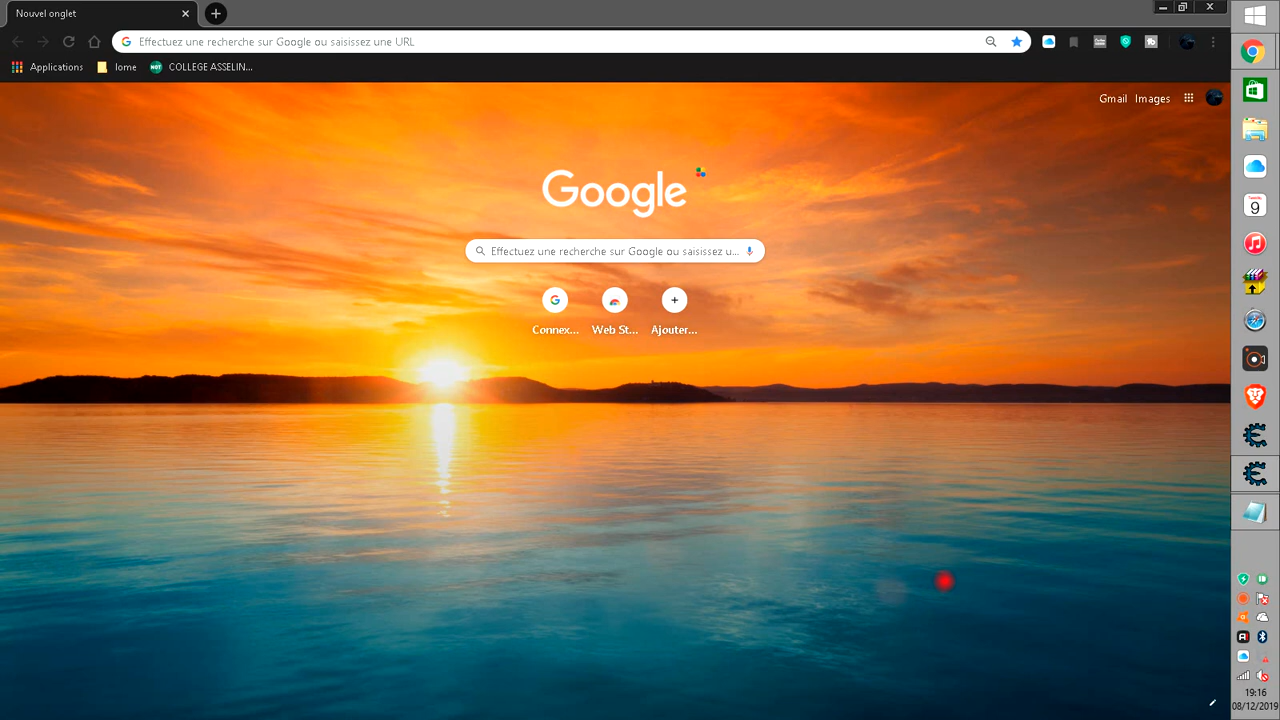 Nouvel onglet
Effectuez une recherche sur Google ou saisissez une URL
Applications
lome
NOT
COLLEGE ASSELIN...
Gmail
Images
Google
Effectuez une recherche sur Google ou saisissez u...
Connex...
Web St...
Ajouter...
9
19:16
08/12/2019